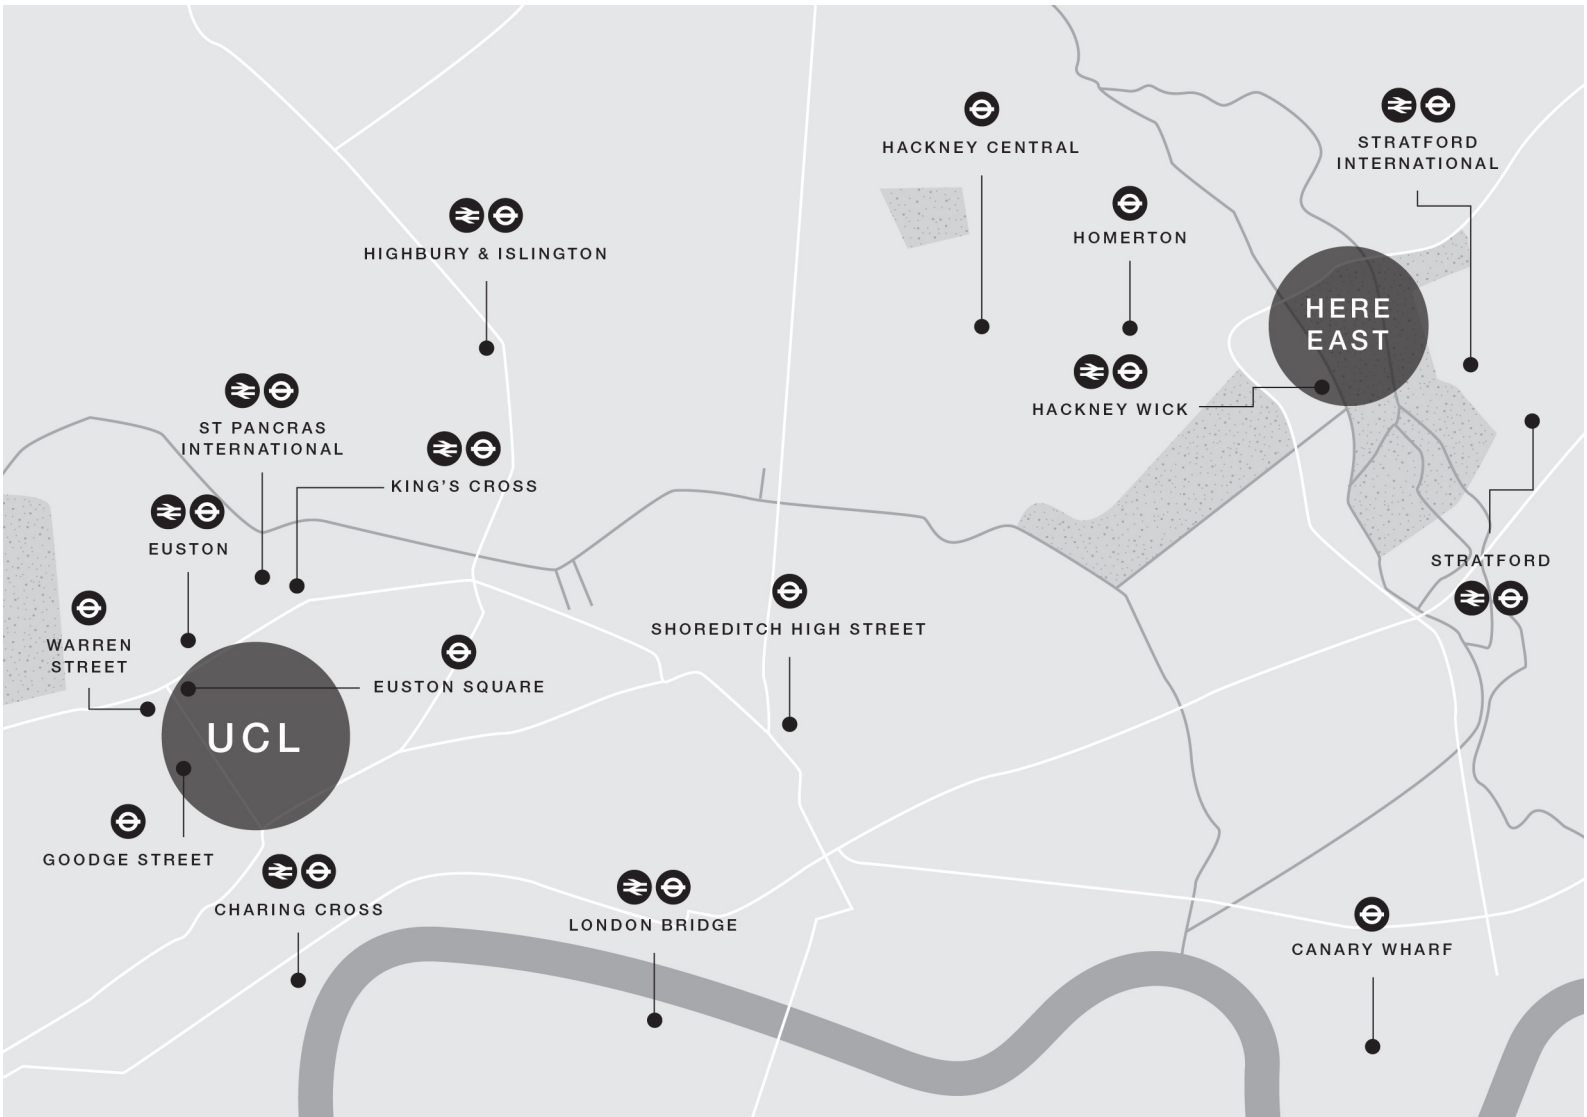 HACKNEY CENTRAL
STRATFORD
INTERNATIONAL
HOMERTON
HIGHBURY & ISLINGTON
HERE
EAST
HACKNEY WICK
ST PANCRAS
INTERNATIONAL
KING'S CROSS
EUSTON
STRATFORD
WARREN
STREET
SHOREDITCH HIGH STREET
EUSTON SQUARE
UCL
GOODGE STREET
CHARING CROSS
LONDON BRIDGE
CANARY WHARF